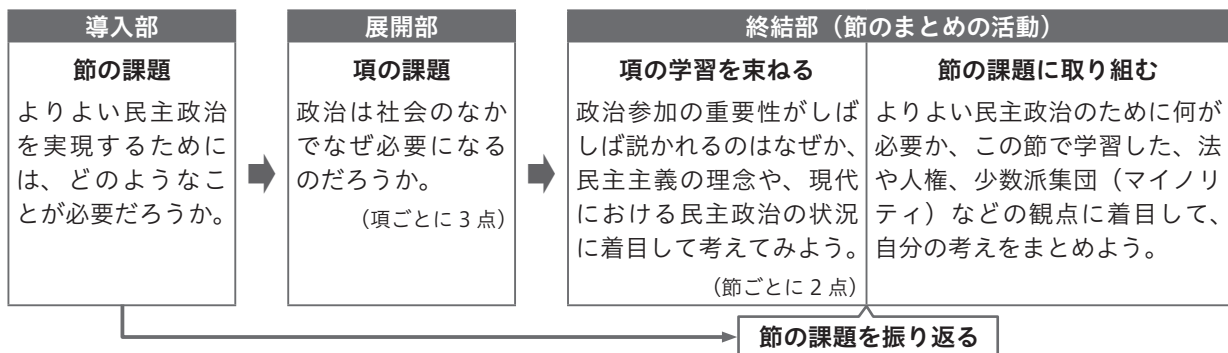 導入部
節の課題
よりよい民主政治
を実現するために
は、どのようなこ
とが必要だろうか。
展開部
項の課題
政治は社会のなか
でなぜ必要になる
のだろうか。
（項ごとに 3 点）
終結部（節のまとめの活動）
項の学習を束ねる
政治参加の重要性がしば
しば説かれるのはなぜか、
民主主義の理念や、現代
における民主政治の状況
に着目して考えてみよう。
（節ごとに 2 点）
節の課題に取り組む
よりよい民主政治のために何が
必要か、この節で学習した、法
や人権、少数派集団（マイノリ
ティ）などの観点に着目して、
自分の考えをまとめよう。
節の課題を振り返る